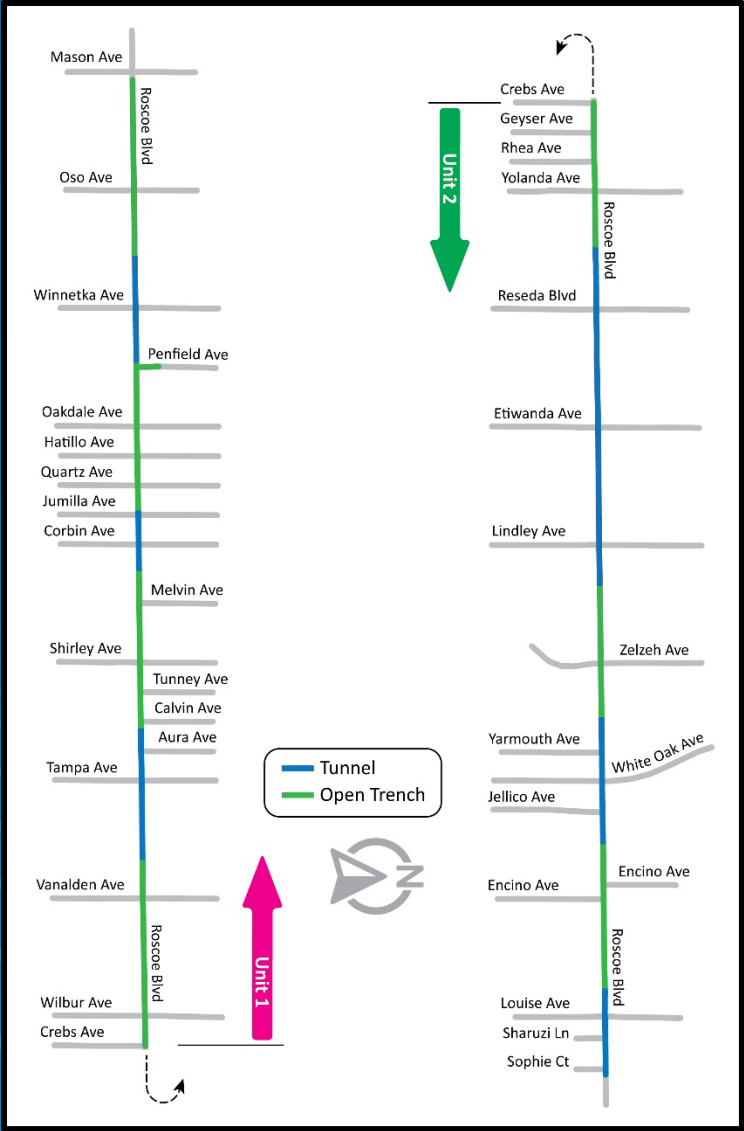 Mason Ave
Roscoe Blvd
Oso Ave
Winnetka Ave
Penfield Ave
Oakdale Ave
Hatillo Ave
Quartz Ave
Jumilla Ave
Corbin Ave
Melvin Ave
Shirley Ave
Tunney Ave
Calvin Ave
Aura Ave
Tampa Ave
Vanalden Ave
Roscoe Blvd
Wilbur Ave
Crebs Ave
Unit 1
Tunnel
Open Trench
N
Unit 2
Crebs Ave
Geyser Ave
Rhea Ave
Yolanda Ave
Roscoe Blvd
Reseda Blvd
Etiwanda Ave
Lindley Ave
Zelzeh Ave
Yarmouth Ave
White Oak Ave
Jellico Ave
Encino Ave
Encino Ave
Roscoe Blvd
Louise Ave
Sharuzi Ln
Sophie Ct